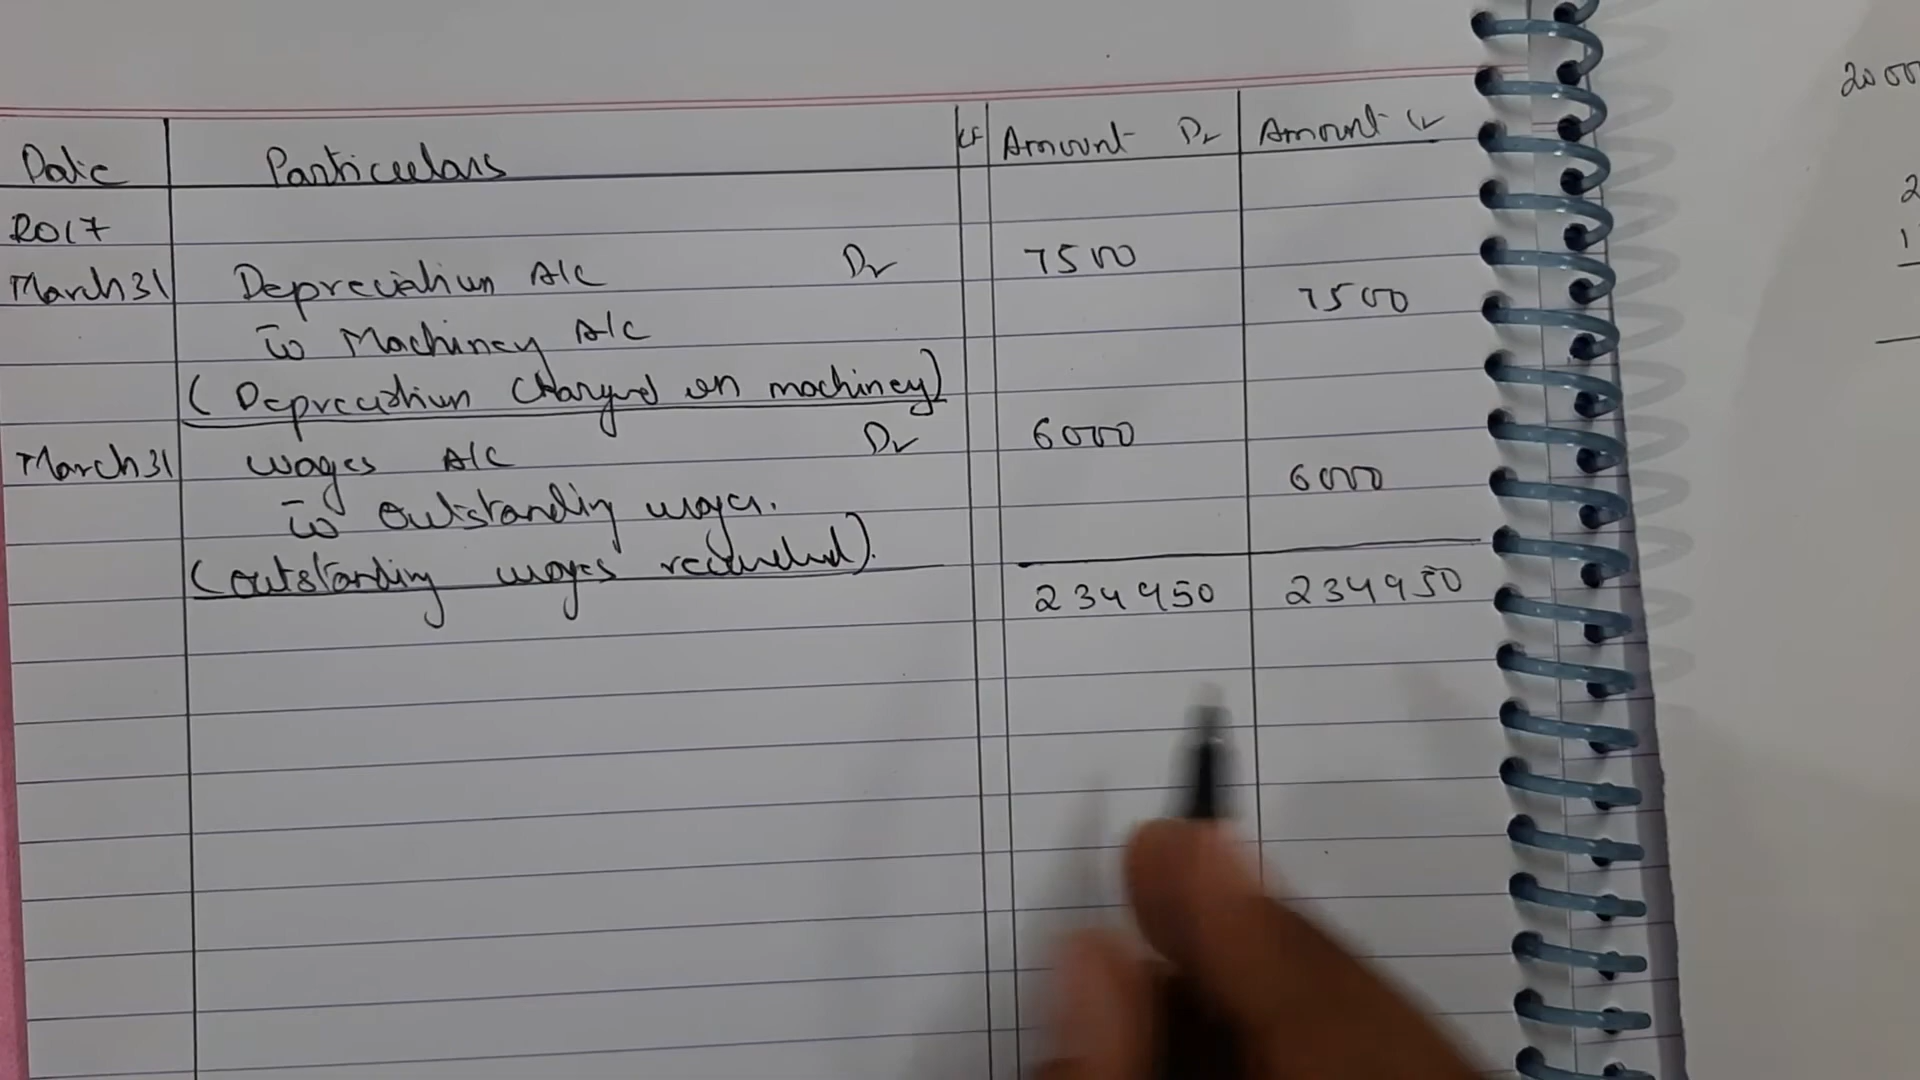 Date Particulars LF Amount Dr Amount Cr
2017
March 31 Depreciation A/c Dr 7500
To Machinery A/c 7500
(Depreciation Charged on machinery)
March 31 Wages A/c Dr 6000
To Outstanding wages. 6000
(Outstanding wages recorded).
234950 234950